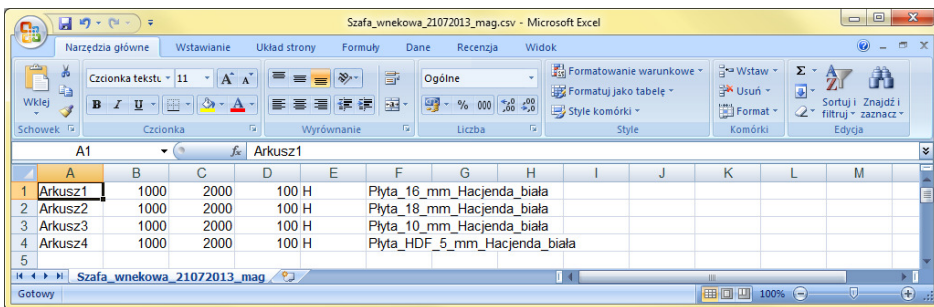 Szafa_wnekowa_21072013_mag.csv - Microsoft Excel
Narzędzia główne Wstawianie Układ strony Formuły Dane Recenzja Widok
Wklej
Schowek
Czcionka tekstu 11 A A
B I U A
Czcionka
Wyrównanie
Ogólne
% 000
Liczba
Formatowanie warunkowe
Formatuj jako tabelę
Style komórki
Style
Wstaw
Usuń
Format
Komórki
Σ
Sortuj i filtruj
Znajdź i zaznacz
Edycja
A1 fx Arkusz1
A B C D E F G H I J K L M
1 Arkusz1 1000 2000 100 H Płyta_16_mm_Hacjenda_biała
2 Arkusz2 1000 2000 100 H Płyta_18_mm_Hacjenda_biała
3 Arkusz3 1000 2000 100 H Płyta_10_mm_Hacjenda_biała
4 Arkusz4 1000 2000 100 H Płyta_HDF_5_mm_Hacjenda_biała
5
Szafa_wnekowa_21072013_mag
Gotowy 100%